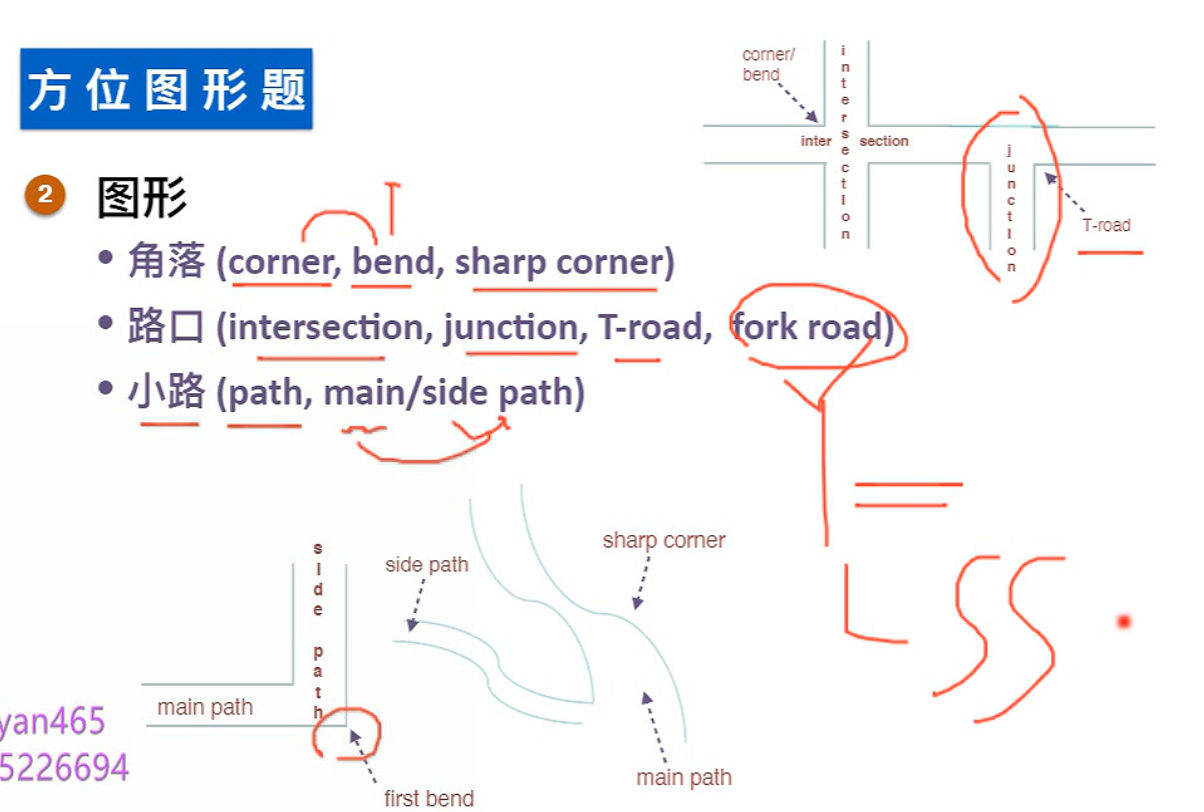 方位图形题
corner/
bend
intersection
inter section
junction
T-road
2 图形
• 角落 (corner, bend, sharp corner)
• 路口 (intersection, junction, T-road, fork road)
• 小路 (path, main/side path)
side path
side path
sharp corner
main path
main path
first bend
yan465
5226694